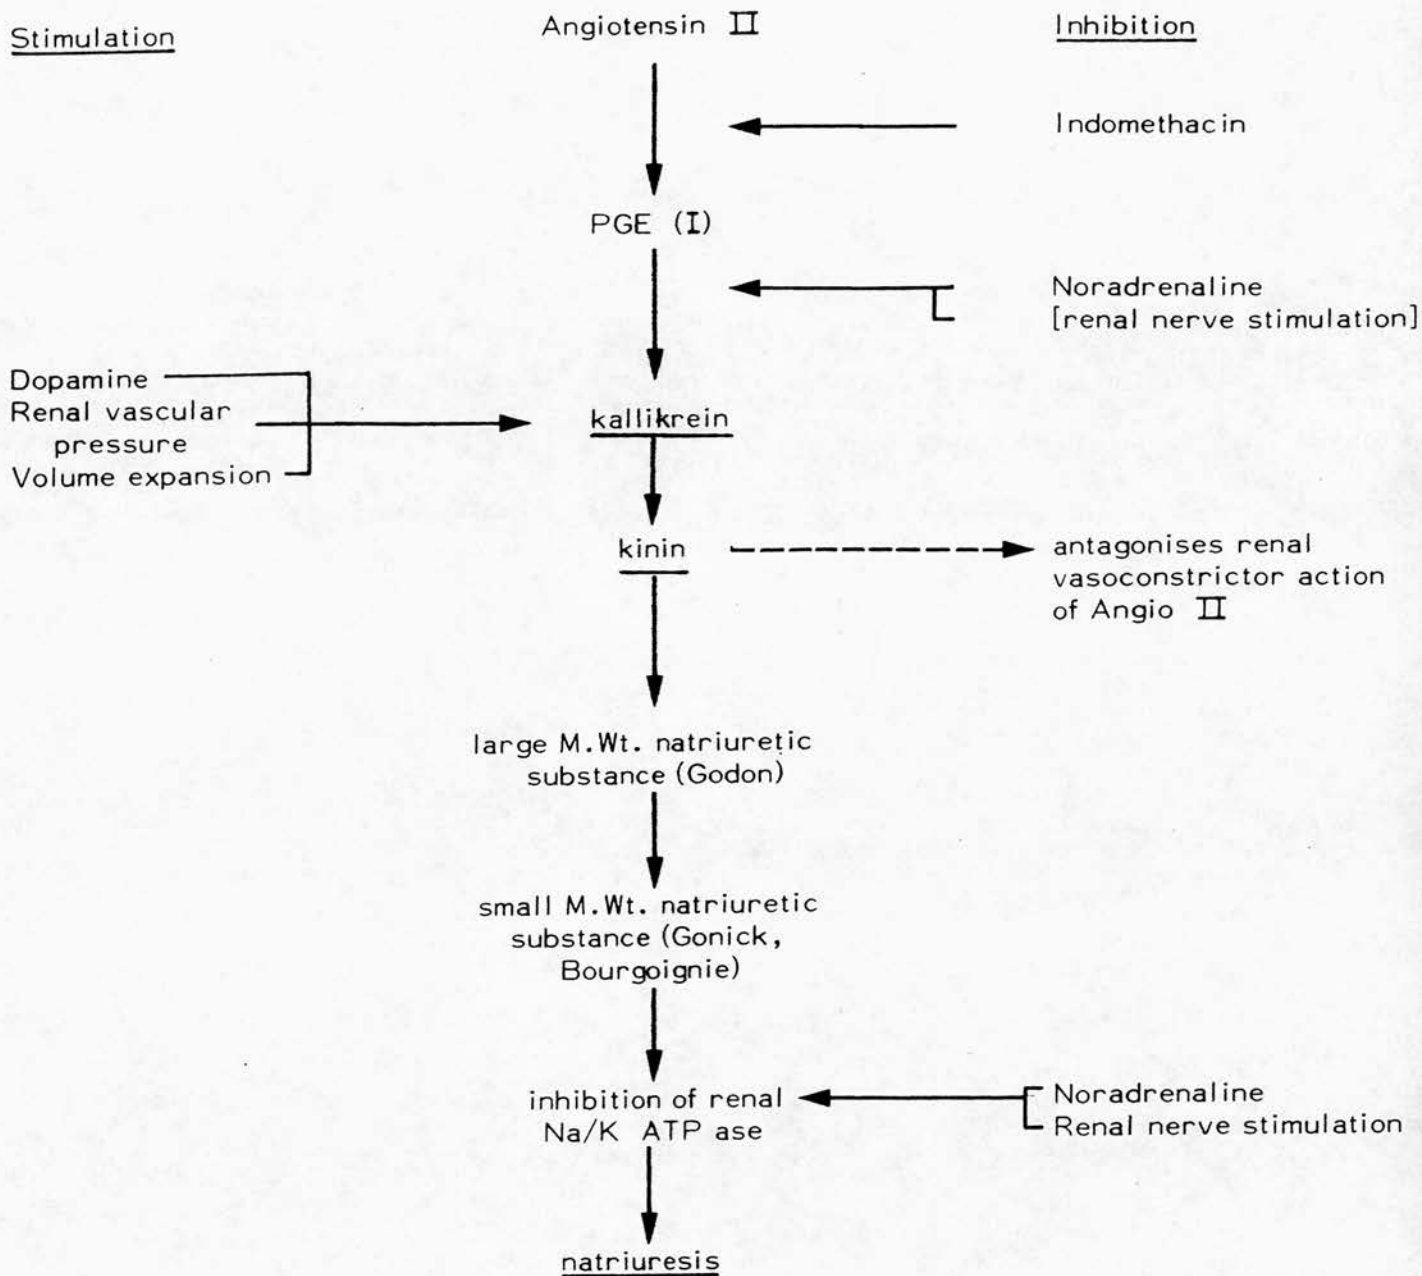 Stimulation
Angiotensin II
Inhibition
Indomethacin
PGE (I)
Noradrenaline
[renal nerve stimulation]
Dopamine
Renal vascular
pressure
Volume expansion
kallikrein
kinin
antagonises renal
vasoconstrictor action
of Angio II
large M.Wt. natriuretic
substance (Godon)
small M.Wt. natriuretic
substance (Gonick,
Bourgoignie)
inhibition of renal
Na/K ATP ase
Noradrenaline
Renal nerve stimulation
natriuresis